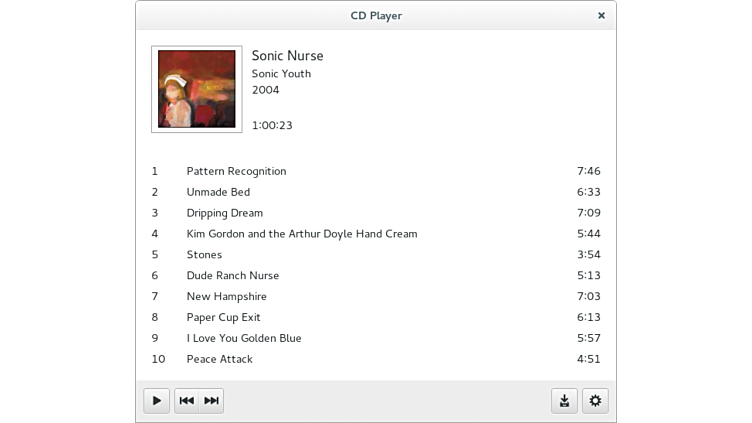 CD Player
Sonic Nurse
Sonic Youth
2004
1:00:23
1 Pattern Recognition 7:46
2 Unmade Bed 6:33
3 Dripping Dream 7:09
4 Kim Gordon and the Arthur Doyle Hand Cream 5:44
5 Stones 3:54
6 Dude Ranch Nurse 5:13
7 New Hampshire 7:03
8 Paper Cup Exit 6:13
9 I Love You Golden Blue 5:57
10 Peace Attack 4:51